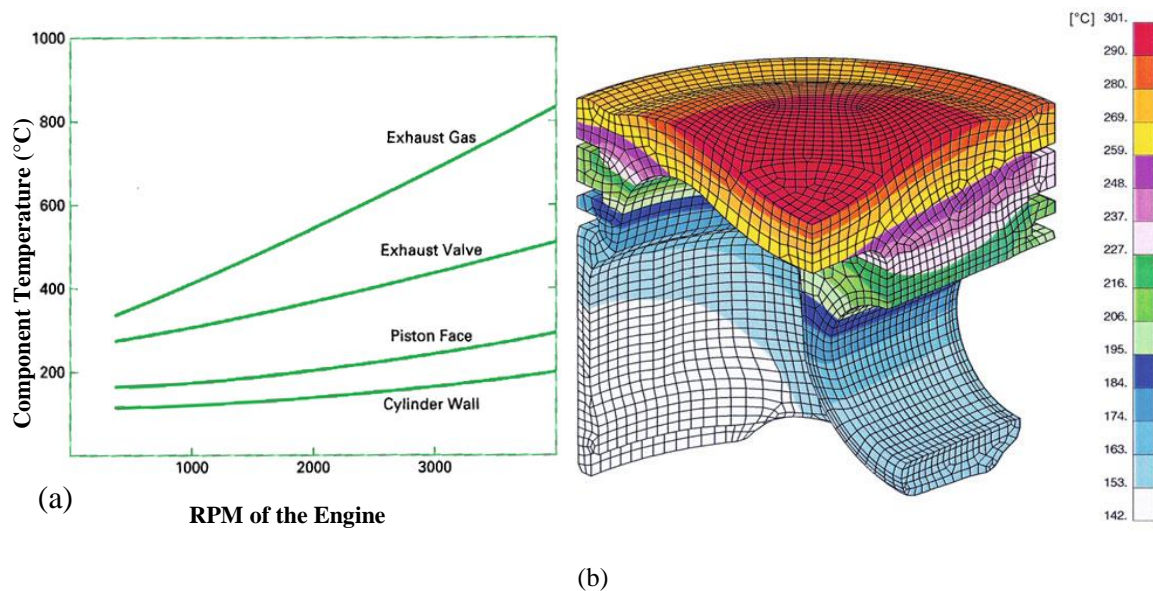 1000
800
600
400
200
Component Temperature (°C)
Exhaust Gas
Exhaust Valve
Piston Face
Cylinder Wall
1000
2000
3000
(a)
RPM of the Engine
[°C]
301.
290.
280.
269.
259.
248.
237.
227.
216.
206.
195.
184.
174.
163.
153.
142.
(b)